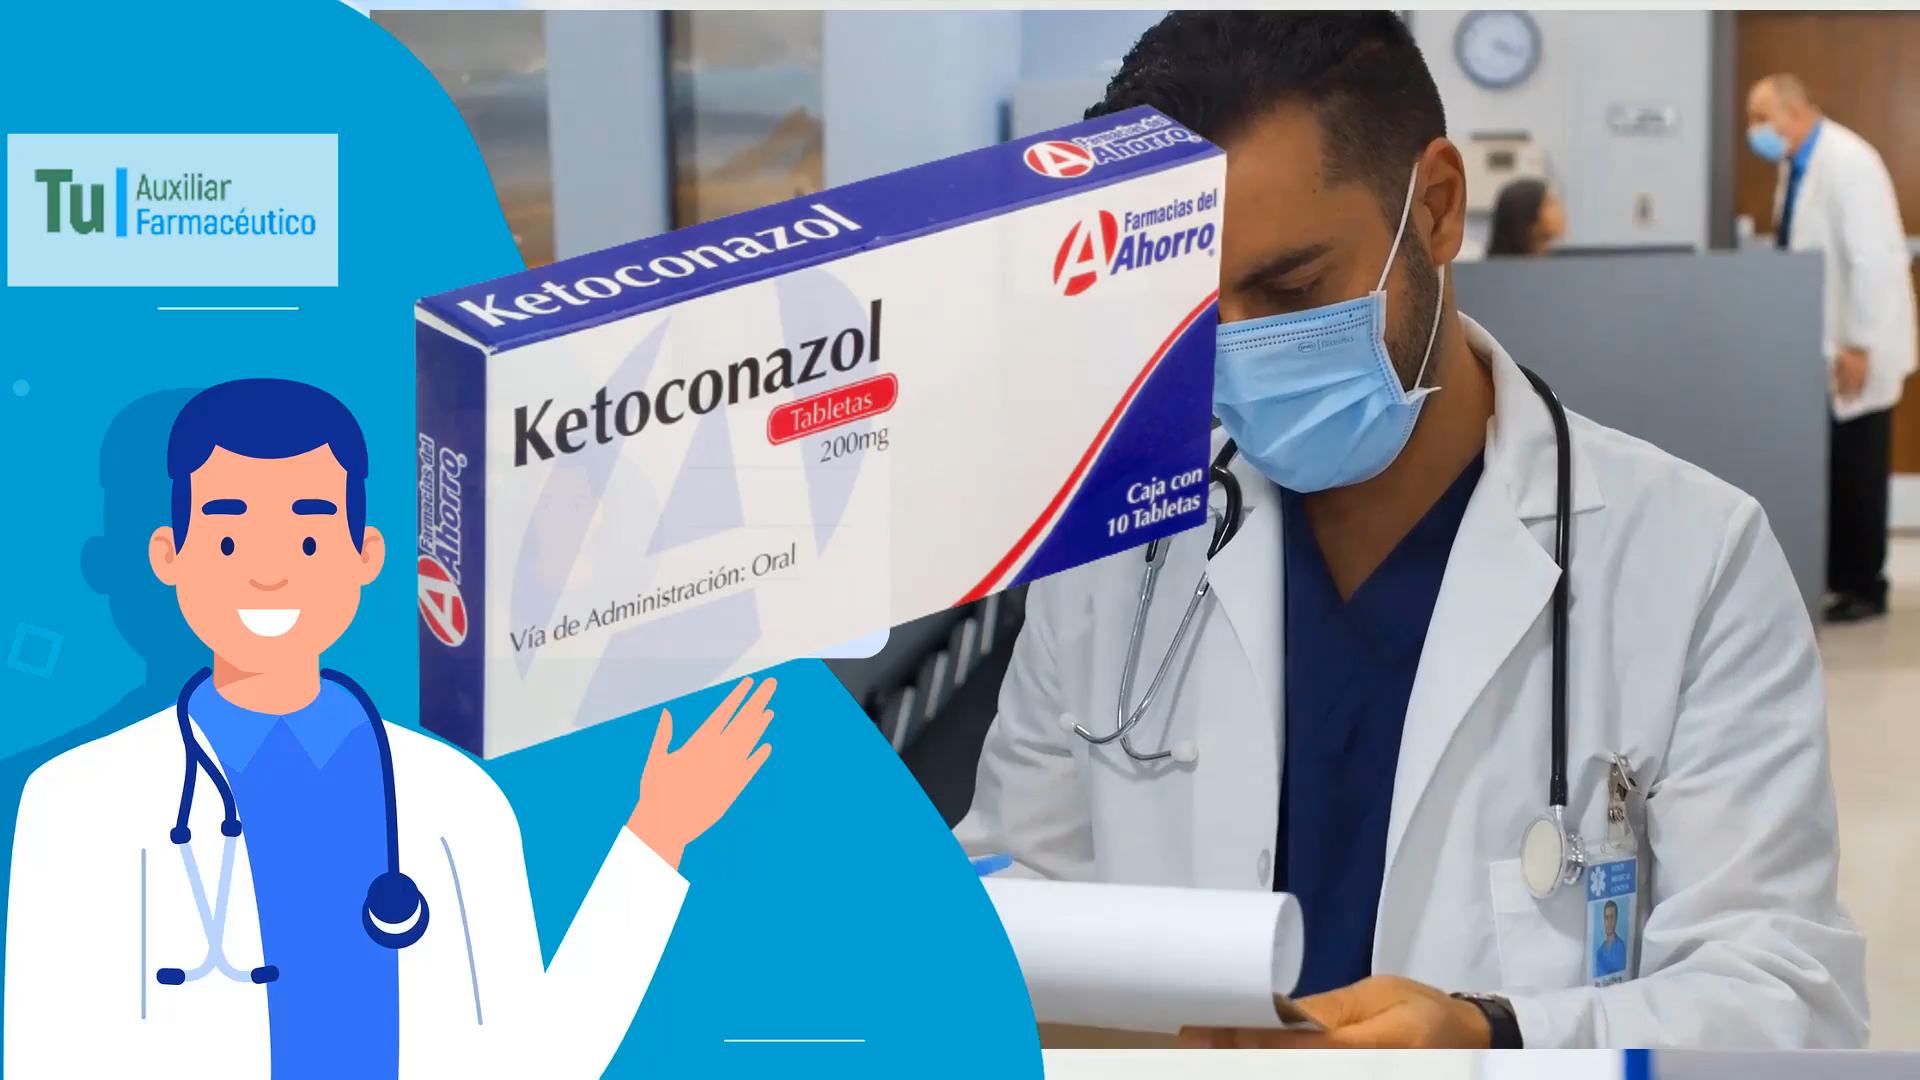 Tu
Auxiliar
Farmacéutico
Ketoconazol
Farmacias del
Ahorro
Farmacias del
Ahorro
Ketoconazol
Tabletas
200mg
Caja con
10 Tabletas
Vía de Administración: Oral
Farmacias del
Ahorro